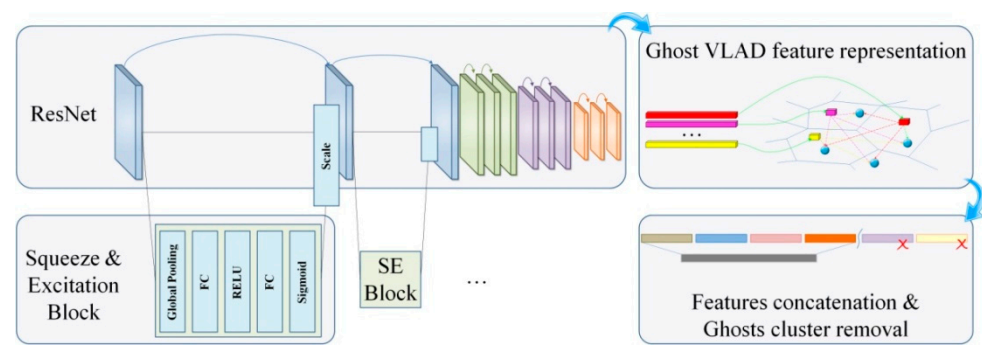 ResNet
Scale
Ghost VLAD feature representation
...
Squeeze &
Excitation
Block
Global Pooling
FC
RELU
FC
Sigmoid
SE
Block
...
Features concatenation &
Ghosts cluster removal